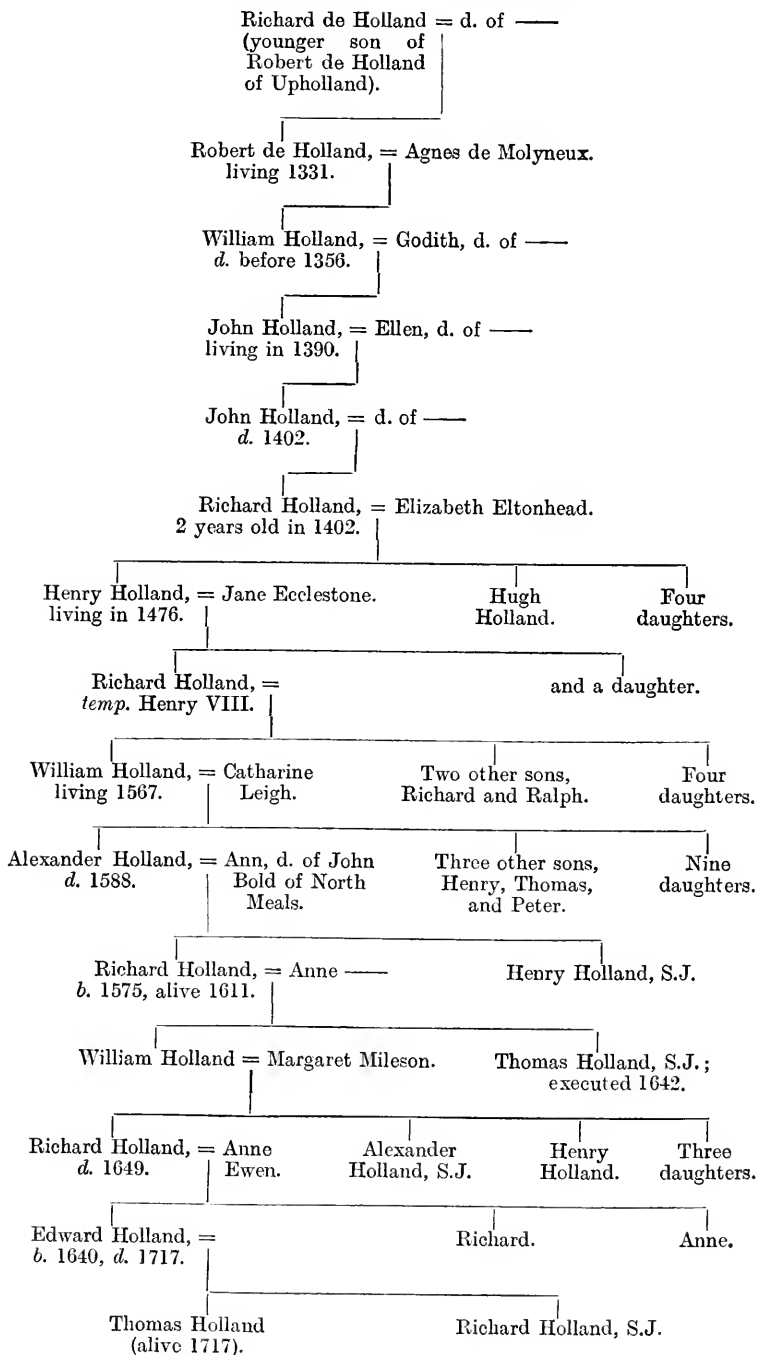 Richard de Holland = d. of ——
(younger son of
Robert de Holland
of Upholland).
Robert de Holland, = Agnes de Molyneux.
living 1331.
William Holland, = Godith, d. of ——
d. before 1356.
John Holland, = Ellen, d. of ——
living in 1390.
John Holland, = d. of ——
d. 1402.
Richard Holland, = Elizabeth Eltonhead.
2 years old in 1402.
Henry Holland, = Jane Ecclestone. Hugh Four
living in 1476. Holland. daughters.
Richard Holland, = and a daughter.
temp. Henry VIII.
William Holland, = Catharine Two other sons, Four
living 1567. Leigh. Richard and Ralph. daughters.
Alexander Holland, = Ann, d. of John Three other sons, Nine
d. 1588. Bold of North Henry, Thomas, daughters.
Meals. and Peter.
Richard Holland, = Anne —— Henry Holland, S.J.
b. 1575, alive 1611.
William Holland = Margaret Mileson. Thomas Holland, S.J.;
executed 1642.
Richard Holland, = Anne Alexander Henry Three
d. 1649. Ewen. Holland, S.J. Holland. daughters.
Edward Holland, = Richard. Anne.
b. 1640, d. 1717.
Thomas Holland Richard Holland, S.J.
(alive 1717).